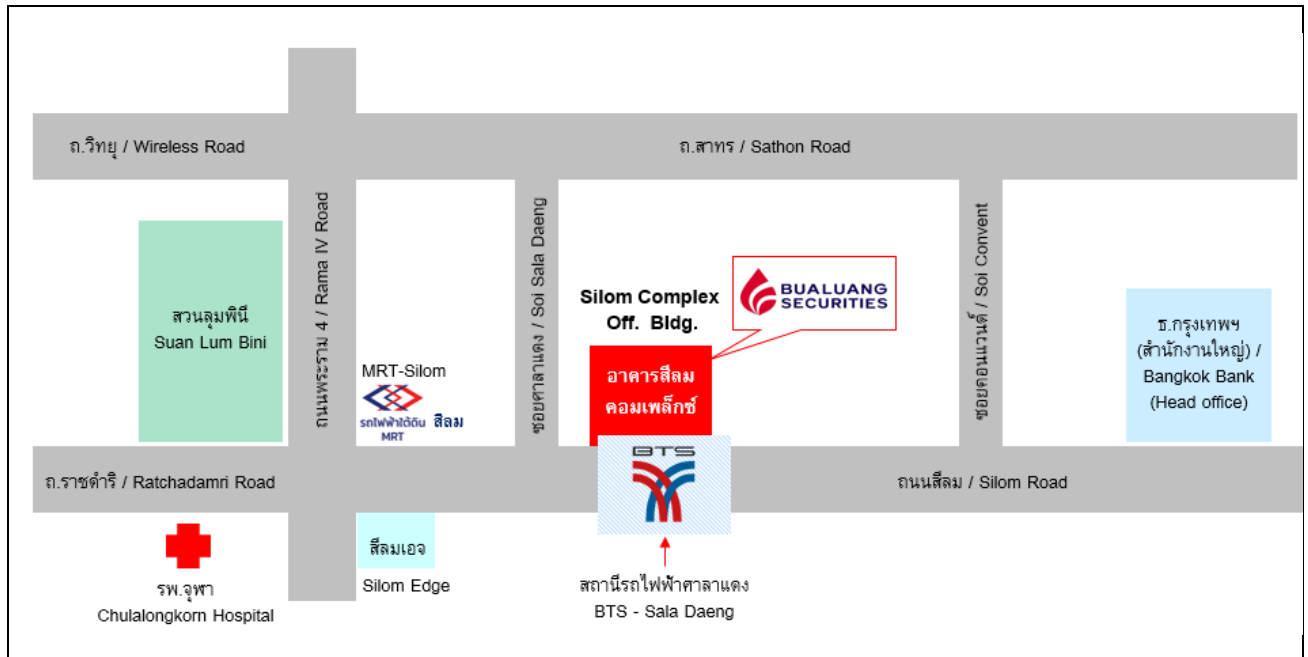 ถ.วิทยุ / Wireless Road
ถ.สาทร / Sathon Road
ถนนพระราม 4 / Rama IV Road
ซอยศาลาแดง / Soi Sala Daeng
ซอยคอนแวนต์ / Soi Convent
สวนลุมพินี
Suan Lum Bini
MRT-Silom
รถไฟฟ้าใต้ดิน สีลม
MRT
Silom Complex
Off. Bldg.
BUALUANG
SECURITIES
อาคารสีลม
คอมเพล็กซ์
ธ.กรุงเทพฯ
(สำนักงานใหญ่) /
Bangkok Bank
(Head office)
ถ.ราชดำริ / Ratchadamri Road
BTS
ถนนสีลม / Silom Road
รพ.จุฬา
Chulalongkorn Hospital
สีลมเอจ
Silom Edge
สถานีรถไฟฟ้าศาลาแดง
BTS - Sala Daeng